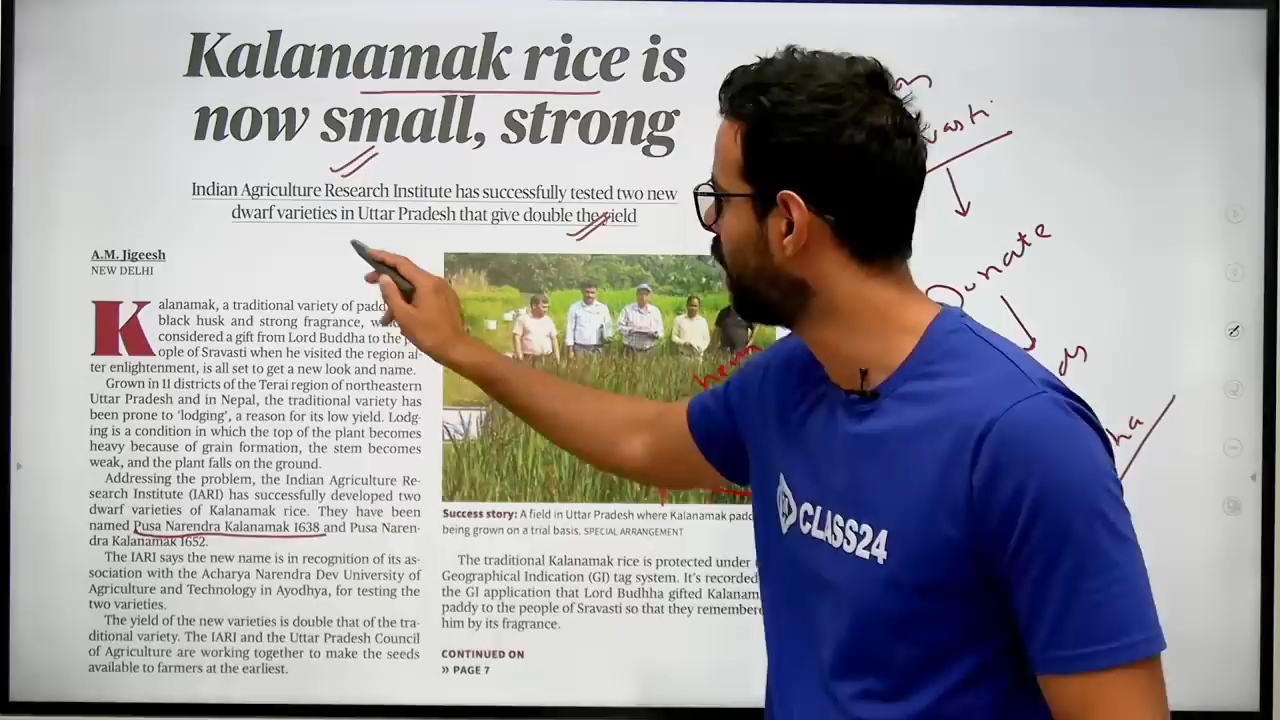 Kalanamak rice is
now small, strong
Indian Agriculture Research Institute has successfully tested two new
dwarf varieties in Uttar Pradesh that give double the yield
A.M. Jigeesh
NEW DELHI
Kalanamak, a traditional variety of padd
black husk and strong fragrance,
considered a gift from Lord Buddha to the
ople of Sravasti when he visited the region af-
ter enlightenment, is all set to get a new look and name.
Grown in 11 districts of the Terai region of northeastern
Uttar Pradesh and in Nepal, the traditional variety has
been prone to ‘lodging’, a reason for its low yield. Lodg-
ing is a condition in which the top of the plant becomes
heavy because of grain formation, the stem becomes
weak, and the plant falls on the ground.
Addressing the problem, the Indian Agriculture Re-
search Institute (IARI) has successfully developed two
dwarf varieties of Kalanamak rice. They have been
named Pusa Narendra Kalanamak 1638 and Pusa Naren-
dra Kalanamak 1652.
The IARI says the new name is in recognition of its as-
sociation with the Acharya Narendra Dev University of
Agriculture and Technology in Ayodhya, for testing the
two varieties.
The yield of the new varieties is double that of the tra-
ditional variety. The IARI and the Uttar Pradesh Council
of Agriculture are working together to make the seeds
available to farmers at the earliest.
Success story: A field in Uttar Pradesh where Kalanamak padd
being grown on a trial basis. SPECIAL ARRANGEMENT
The traditional Kalanamak rice is protected under
Geographical Indication (GI) tag system. It's recorded
the GI application that Lord Budhha gifted Kalanam
paddy to the people of Sravasti so that they remembere
him by its fragrance.
CONTINUED ON
» PAGE 7
vasti
Donate
ds
ha
CLASS24